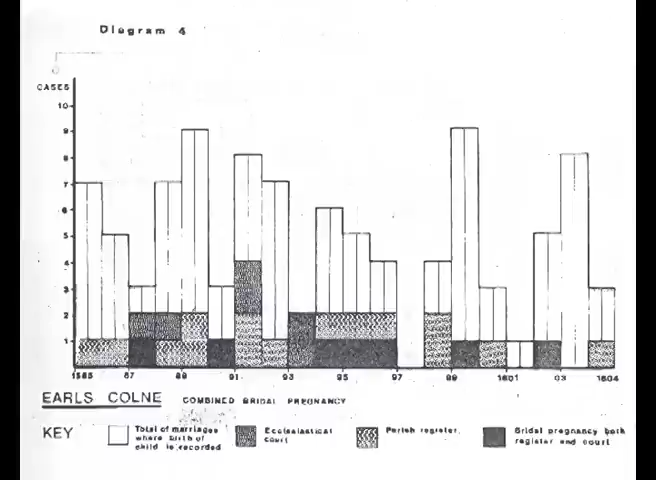 Diagram 4
CASES
10
9
8
7
6
5
4
3
2
1
1585 87 89 91 93 95 97 99 1601 03 1604
EARLS COLNE COMBINED BRIDAL PREGNANCY
KEY
Total of marriages
where birth of
child is recorded
Ecclesiastical
court
Parish register
Bridal pregnancy both
register and court